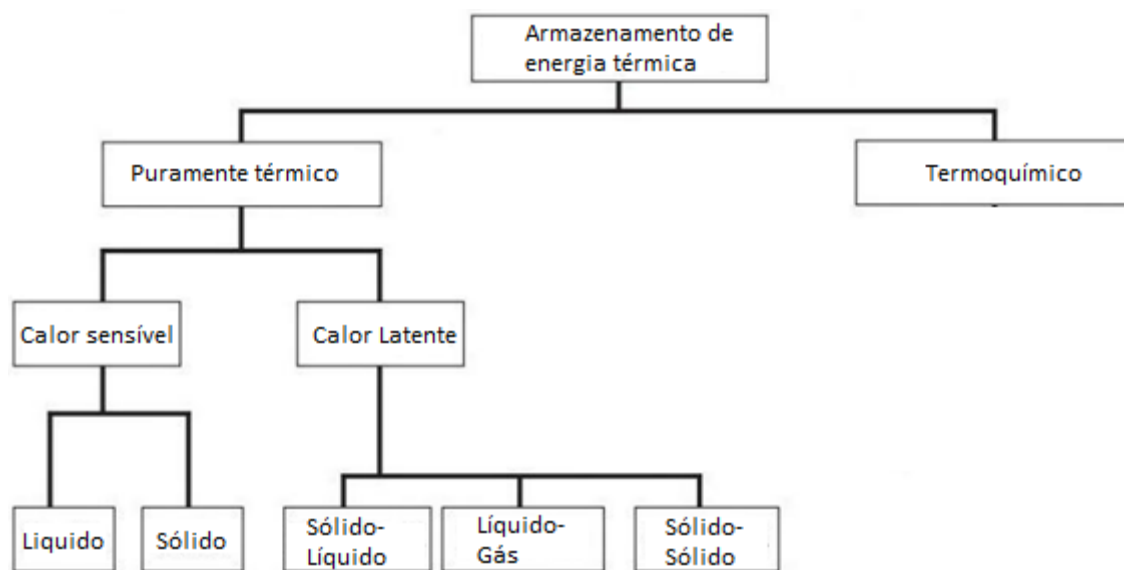 Armazenamento de
energia térmica
Puramente térmico
Termoquímico
Calor sensível
Calor Latente
Liquido
Sólido
Sólido-
Líquido
Líquido-
Gás
Sólido-
Sólido